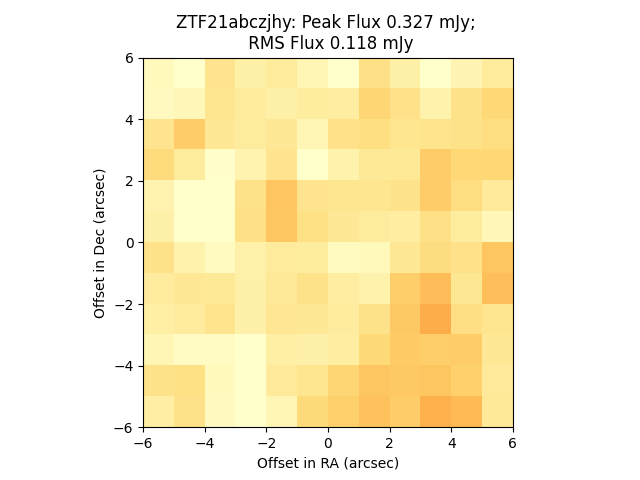 ZTF21abczjhy: Peak Flux 0.327 mJy;
RMS Flux 0.118 mJy
6
4
2
0
−2
−4
−6
Offset in Dec (arcsec)
−6 −4 −2 0 2 4 6
Offset in RA (arcsec)